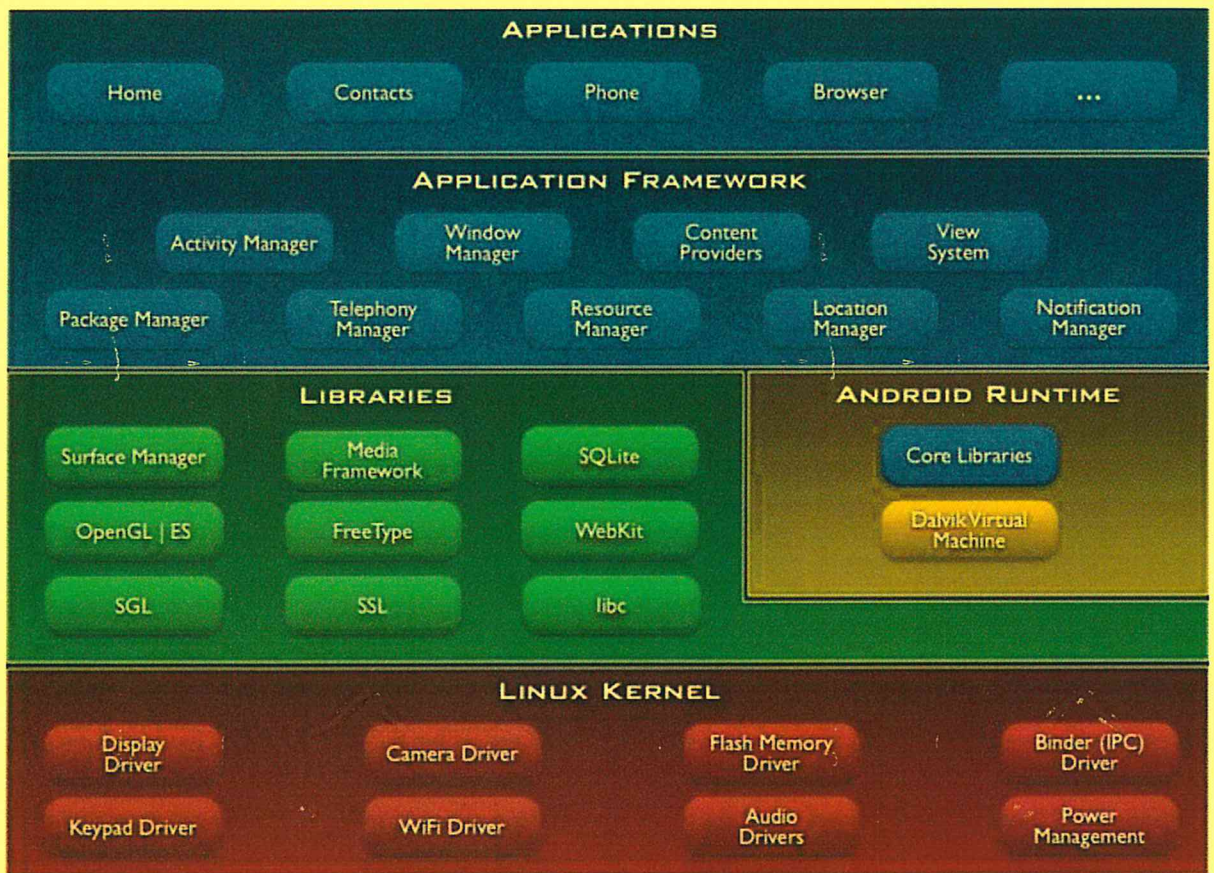 APPLICATIONS
Home
Contacts
Phone
Browser
...
APPLICATION FRAMEWORK
Activity Manager
Window
Manager
Content
Providers
View
System
Package Manager
Telephony
Manager
Resource
Manager
Location
Manager
Notification
Manager
LIBRARIES
Surface Manager
Media
Framework
SQLite
OpenGL | ES
FreeType
WebKit
SGL
SSL
libc
ANDROID RUNTIME
Core Libraries
Dalvik Virtual
Machine
LINUX KERNEL
Display
Driver
Camera Driver
Flash Memory
Driver
Binder (IPC)
Driver
Keypad Driver
WiFi Driver
Audio
Drivers
Power
Management